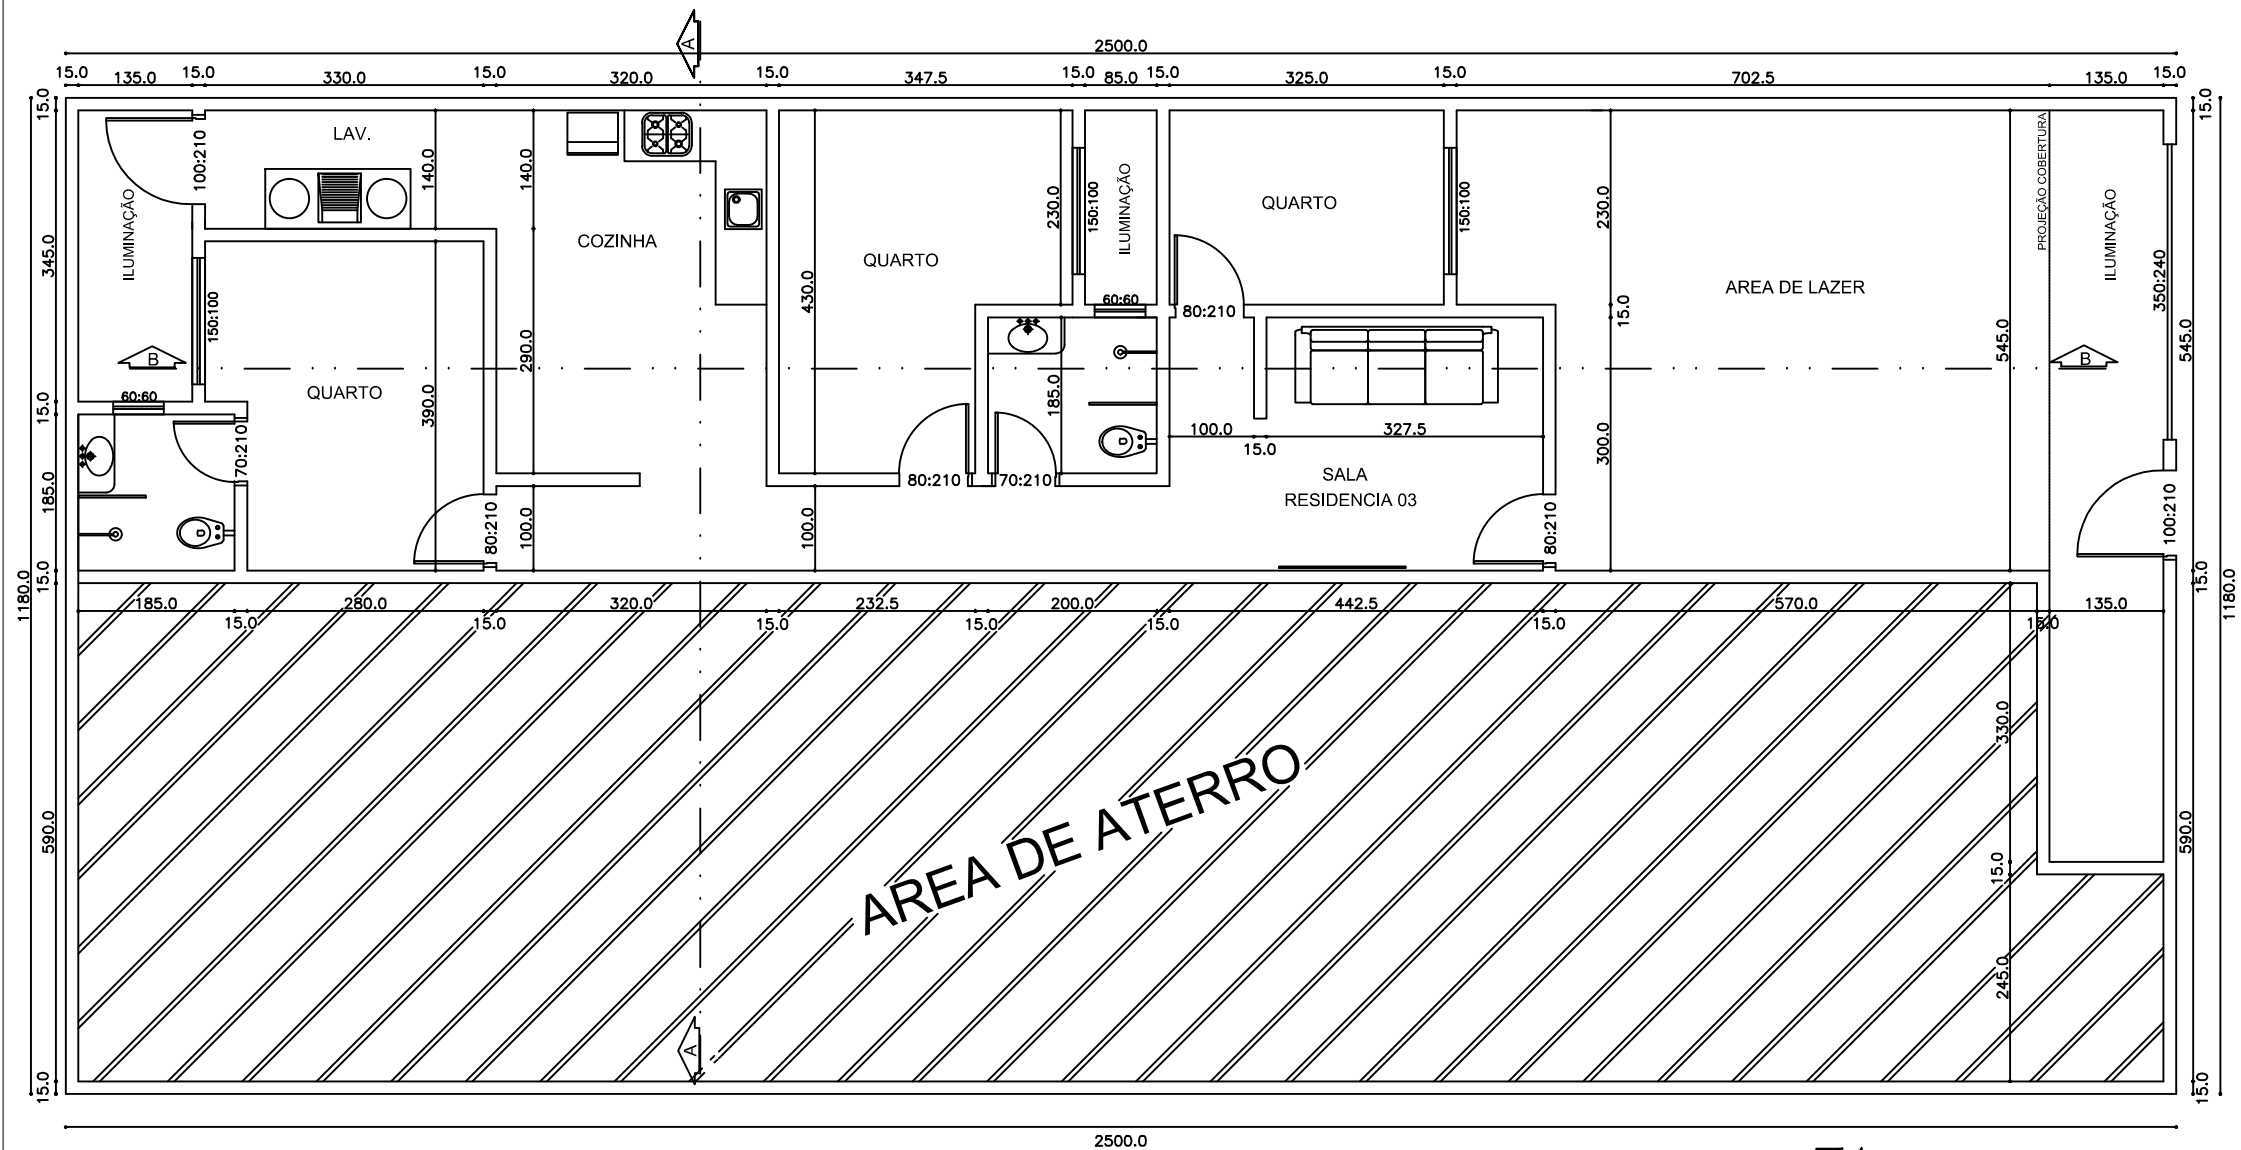 A
2500.0
15.0 135.0 15.0 330.0 15.0 320.0 15.0 347.5 15.0 85.0 15.0 325.0 15.0 702.5 135.0 15.0
15.0
345.0
15.0
185.0
15.0
1180.0
590.0
15.0
ILUMINAÇÃO
100:210
LAV.
140.0
140.0
COZINHA
150:100
QUARTO
390.0
290.0
B
60:60
70:210
80:210
100.0
QUARTO
430.0
230.0
150:100
ILUMINAÇÃO
60:60
185.0
80:210
70:210
100.0
QUARTO
150:100
80:210
230.0
15.0
300.0
100.0
15.0
327.5
SALA
RESIDENCIA 03
80:210
AREA DE LAZER
545.0
PROJEÇÃO COBERTURA
ILUMINAÇÃO
350:240
B
100:210
15.0
545.0
15.0
1180.0
590.0
15.0
185.0 280.0 320.0 232.5 200.0 442.5 570.0 135.0
15.0 15.0 15.0 15.0 15.0 15.0 15.0
330.0
15.0
245.0
AREA DE ATERRO
A
2500.0